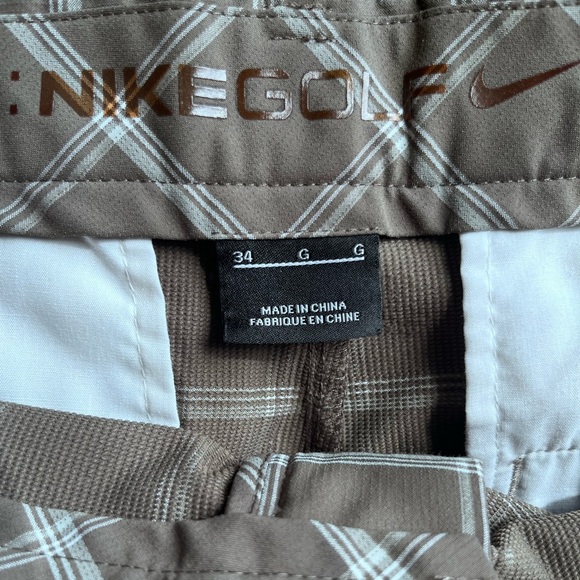 : NIKEGOLF
34 G G
MADE IN CHINA
FABRIQUE EN CHINE